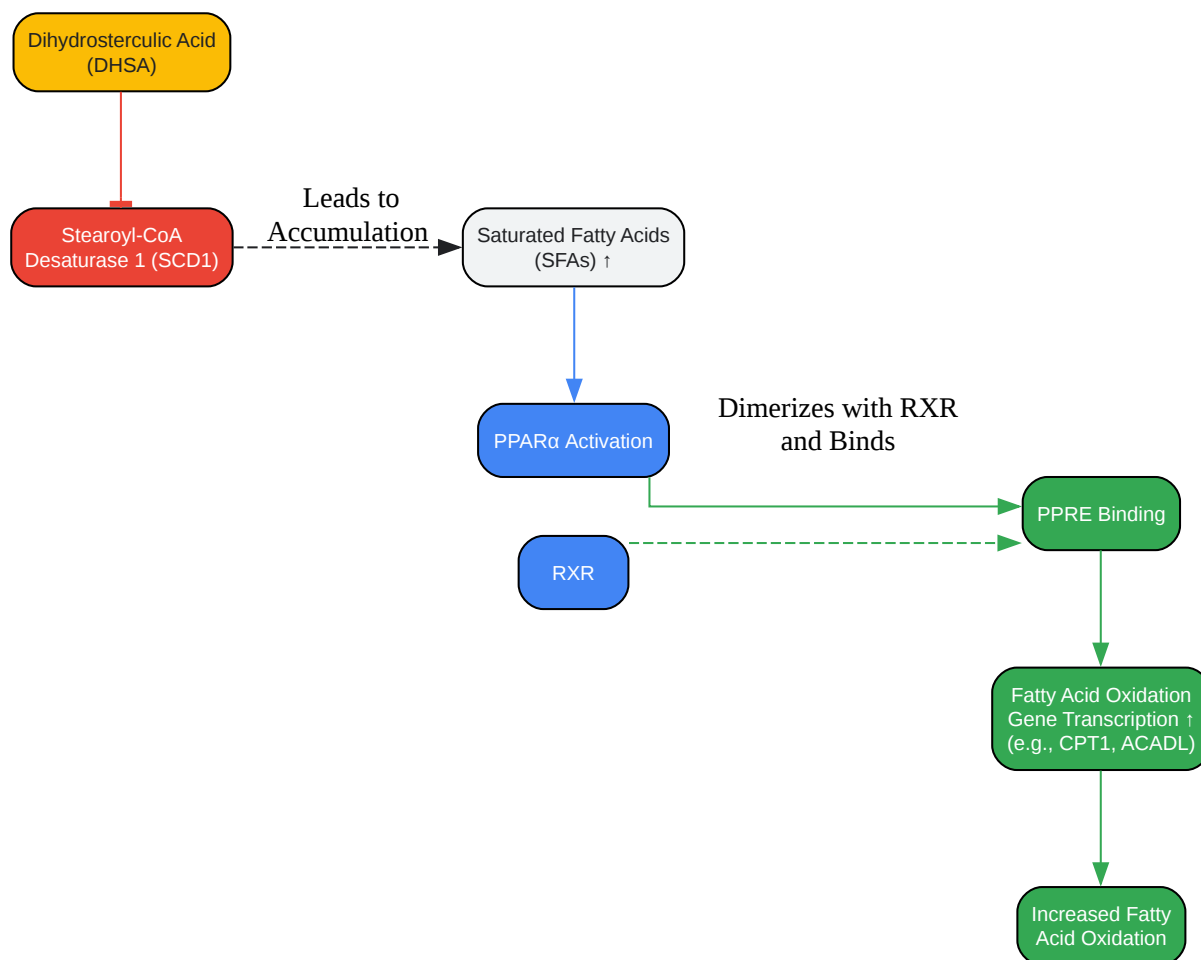 Dihydrosterculic Acid
(DHSA)
Leads to
Accumulation
Stearoyl-CoA
Desaturase 1 (SCD1)
Saturated Fatty Acids
(SFAs) ↑
Dimerizes with RXR
and Binds
PPARα Activation
PPRE Binding
RXR
Fatty Acid Oxidation
Gene Transcription ↑
(e.g., CPT1, ACADL)
Increased Fatty
Acid Oxidation